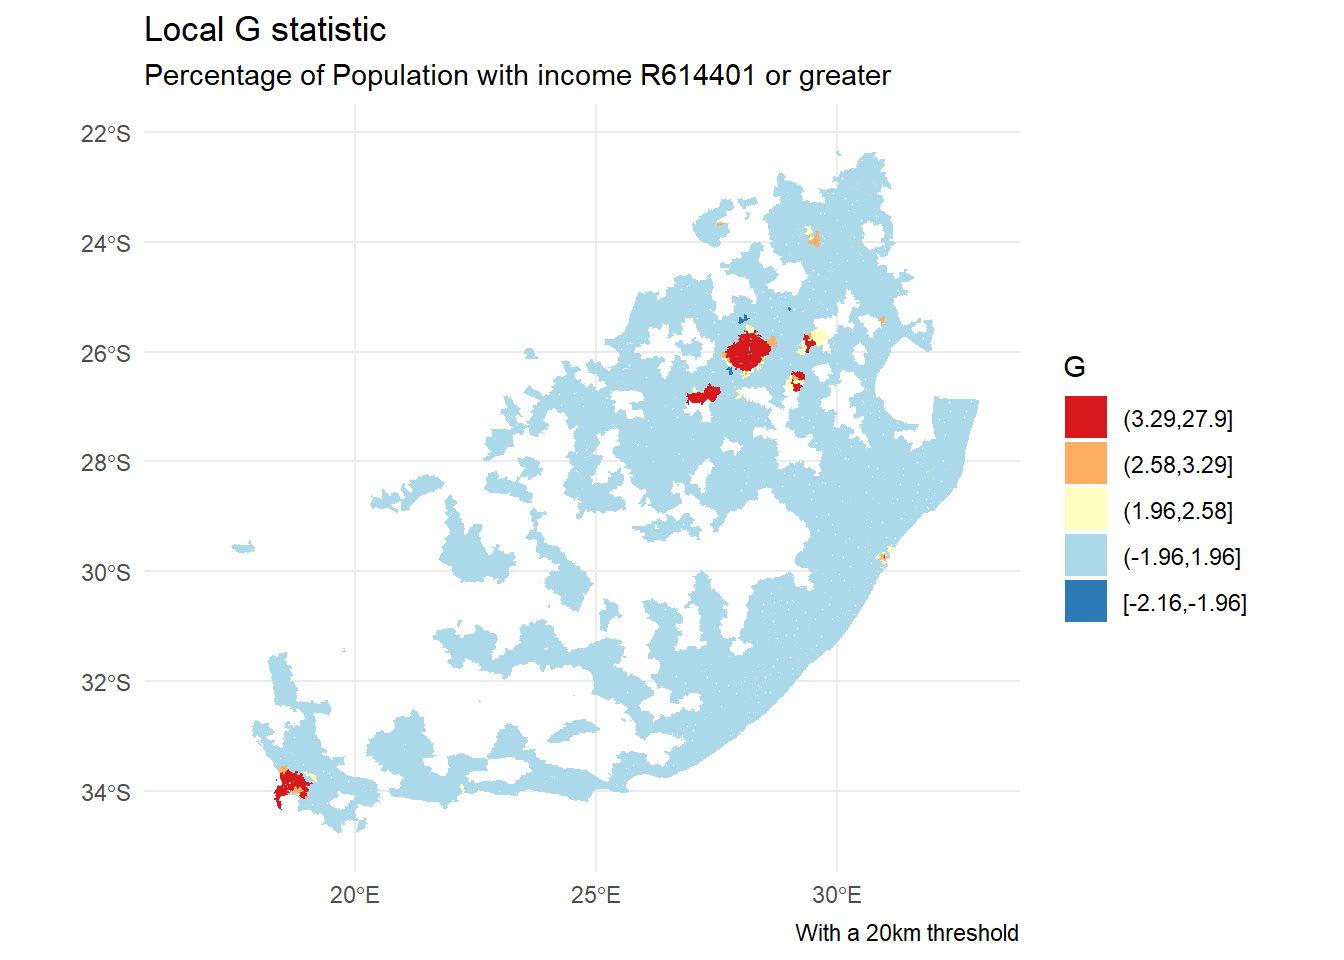 Local G statistic
Percentage of Population with income R614401 or greater
22°S
24°S
26°S
28°S
30°S
32°S
34°S
20°E
25°E
30°E
G
(3.29,27.9]
(2.58,3.29]
(1.96,2.58]
(-1.96,1.96]
[-2.16,-1.96]
With a 20km threshold